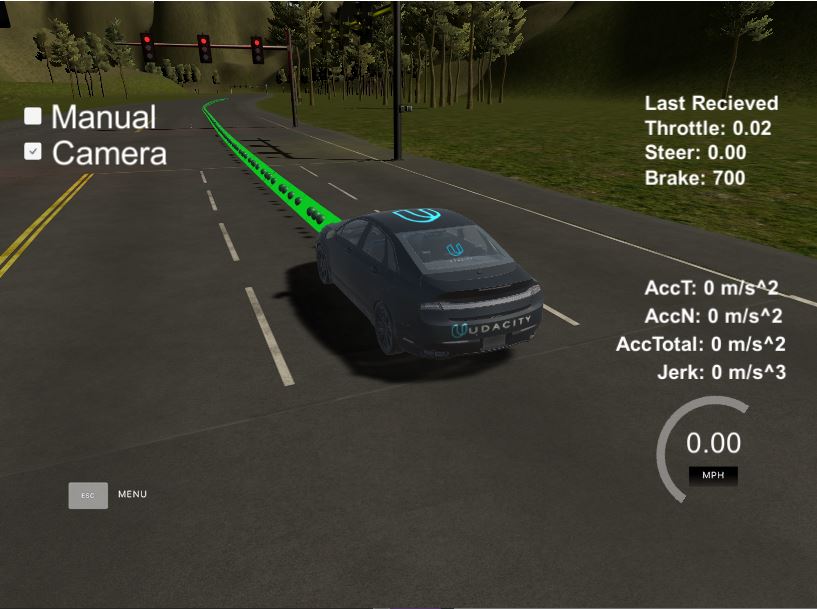 Manual
Camera
Last Recieved
Throttle: 0.02
Steer: 0.00
Brake: 700
AccT: 0 m/s^2
AccN: 0 m/s^2
AccTotal: 0 m/s^2
Jerk: 0 m/s^3
0.00
MPH
UDACITY
ESC MENU